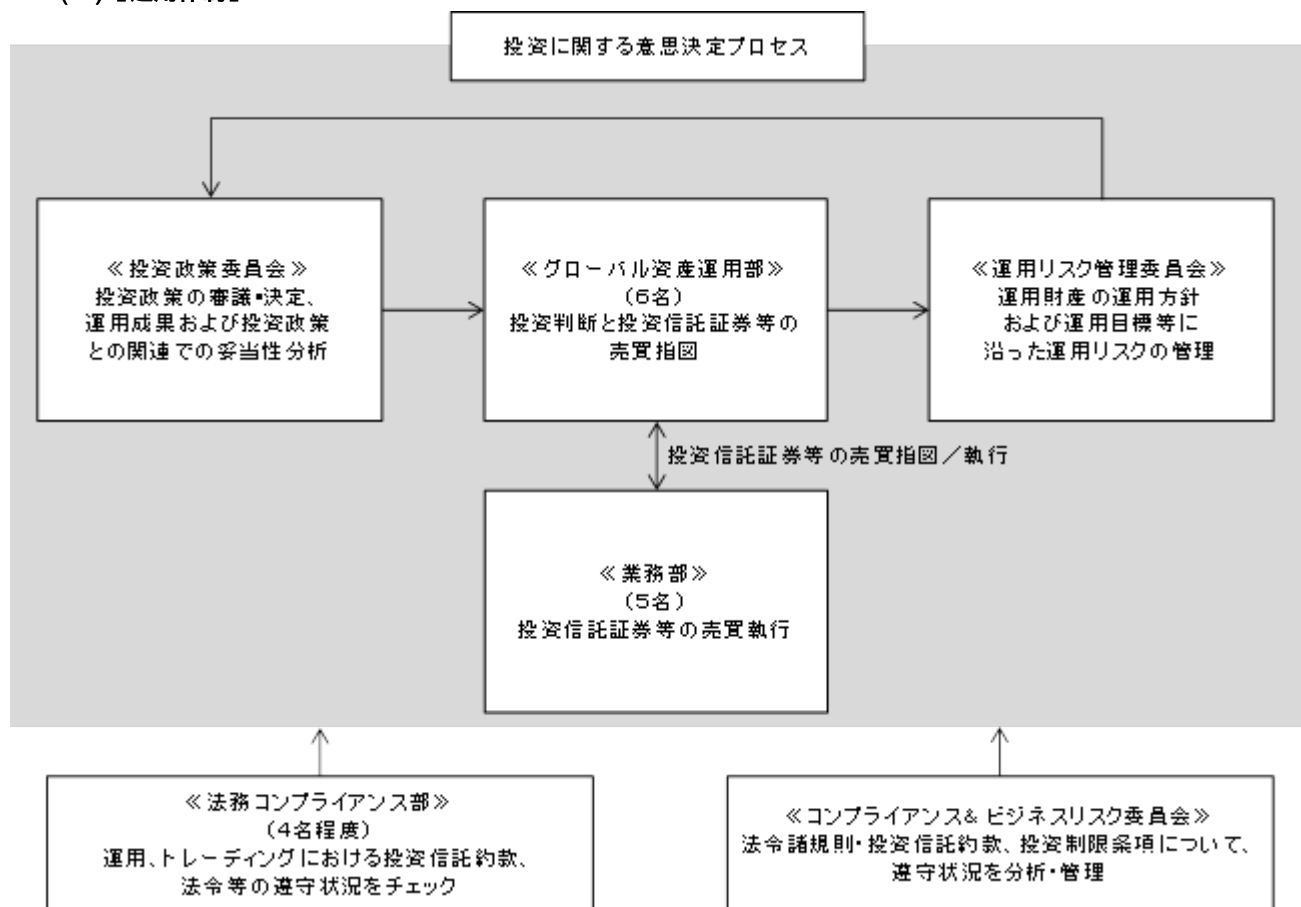 投資に関する意思決定プロセス
≪投資政策委員会≫
投資政策の審議・決定、
運用成果および投資政策
との関連での妥当性分析
≪グローバル資産運用部≫
(6名)
投資判断と投資信託証券等の
売買指図
≪運用リスク管理委員会≫
運用財産の運用方針
および運用目標等に
沿った運用リスクの管理
投資信託証券等の売買指図／執行
≪業務部≫
(5名)
投資信託証券等の売買執行
≪法務コンプライアンス部≫
(4名程度)
運用、トレーディングにおける投資信託約款、
法令等の遵守状況をチェック
≪コンプライアンス& ビジネスリスク委員会≫
法令諸規則・投資信託約款、投資制限条項について、
遵守状況を分析・管理